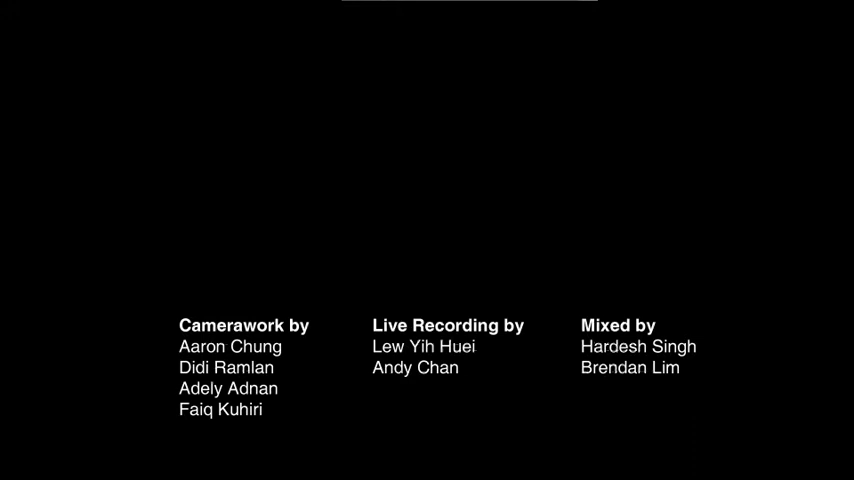 Camerawork by
Aaron Chung
Didi Ramlan
Adely Adnan
Faiq Kuhiri
Live Recording by
Lew Yih Huei
Andy Chan
Mixed by
Hardesh Singh
Brendan Lim